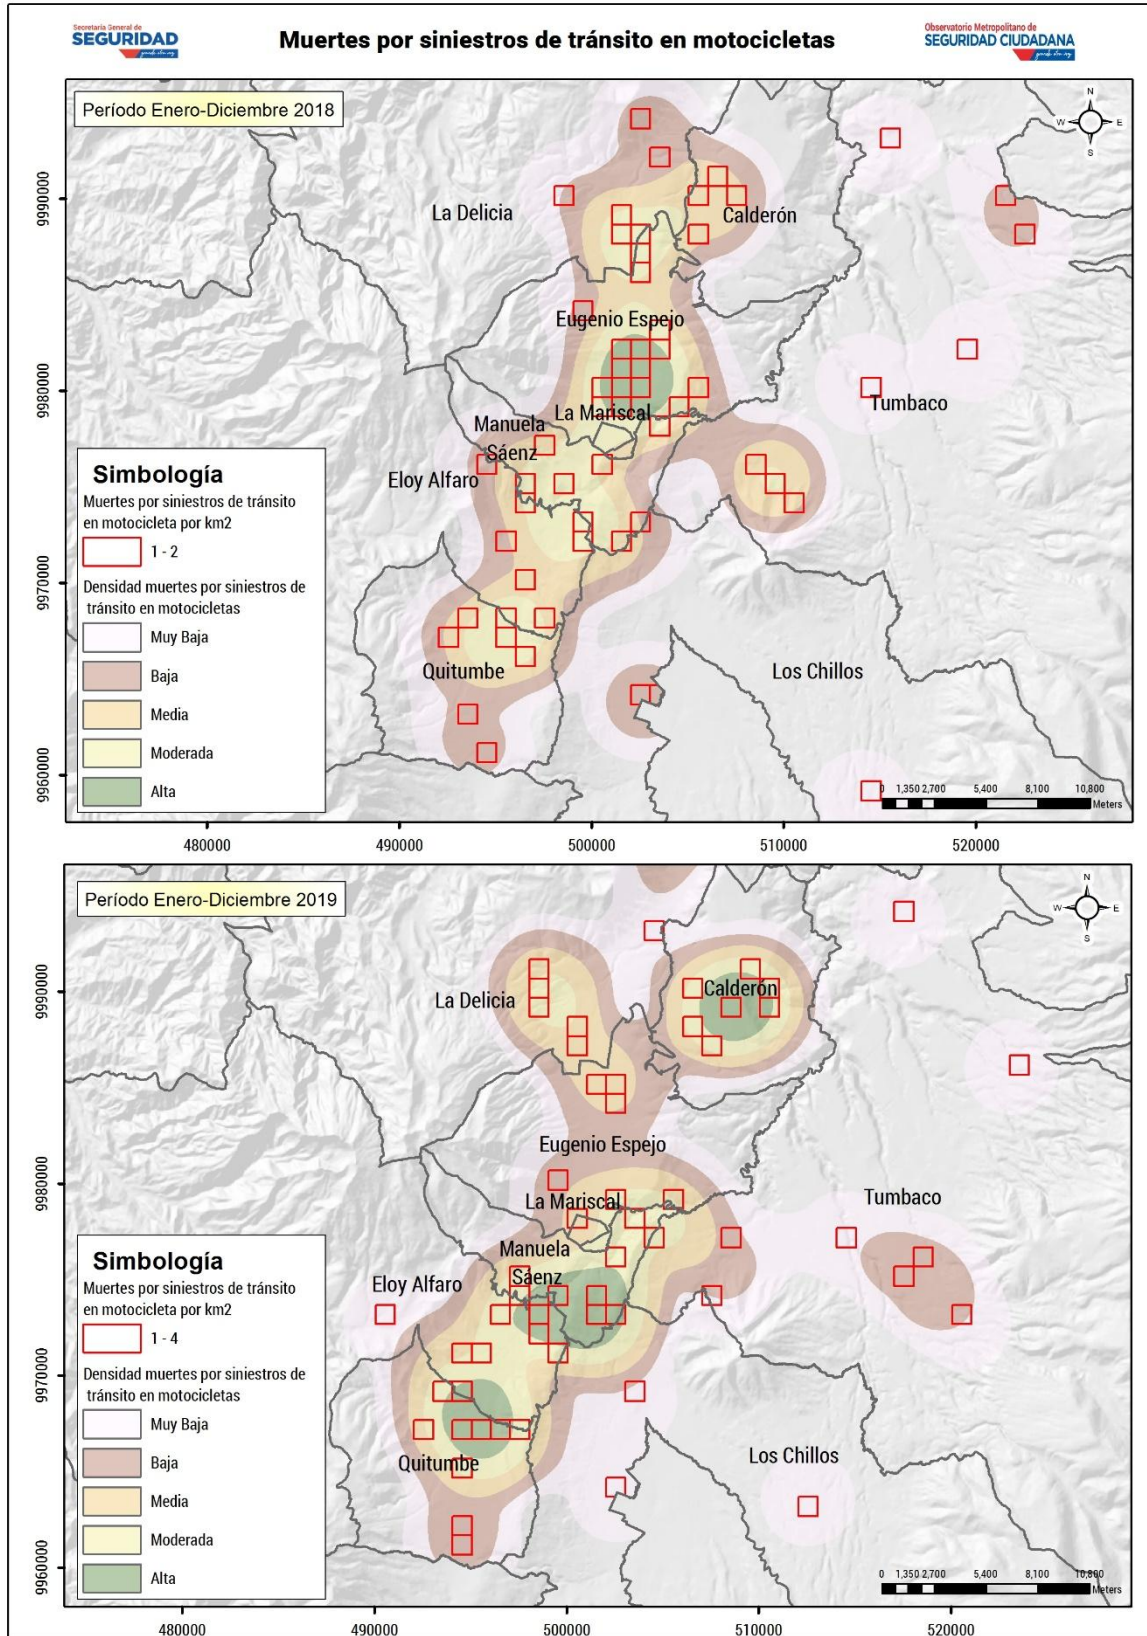 Secretaría General de
SEGURIDAD
grande otra vez
Muertes por siniestros de tránsito en motocicletas
Observatorio Metropolitano de
SEGURIDAD CIUDADANA
grande otra vez
Período Enero-Diciembre 2018
N
W E
S
La Delicia
Calderón
Eugenio Espejo
La Mariscal
Tumbaco
Manuela
Sáenz
Eloy Alfaro
Quitumbe
Los Chillos
Simbología
Muertes por siniestros de tránsito
en motocicleta por km2
1 - 2
Densidad muertes por siniestros de
tránsito en motocicletas
Muy Baja
Baja
Media
Moderada
Alta
9990000
9980000
9970000
9960000
0 1,350 2,700 5,400 8,100 10,800
Meters
480000 490000 500000 510000 520000
Período Enero-Diciembre 2019
N
W E
S
La Delicia
Calderón
Eugenio Espejo
La Mariscal
Tumbaco
Manuela
Sáenz
Eloy Alfaro
Quitumbe
Los Chillos
Simbología
Muertes por siniestros de tránsito
en motocicleta por km2
1 - 4
Densidad muertes por siniestros de
tránsito en motocicletas
Muy Baja
Baja
Media
Moderada
Alta
9990000
9980000
9970000
9960000
0 1,350 2,700 5,400 8,100 10,800
Meters
480000 490000 500000 510000 520000